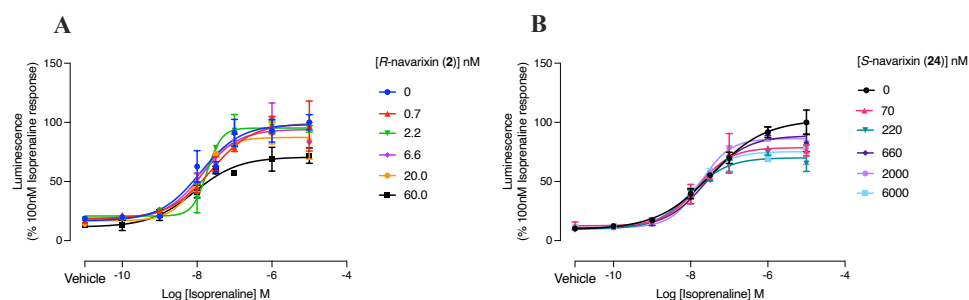 A
Luminescence
(% 100nM Isoprenaline response)
150
100
50
0
Vehicle
-10
-8
-6
-4
Log [Isoprenaline] M
[R-navarixin (2)] nM
0
0.7
2.2
6.6
20.0
60.0
B
Luminescence
(% 100nM Isoprenaline response)
150
100
50
0
Vehicle
-10
-8
-6
-4
Log [Isoprenaline] M
[S-navarixin (24)] nM
0
70
220
660
2000
6000